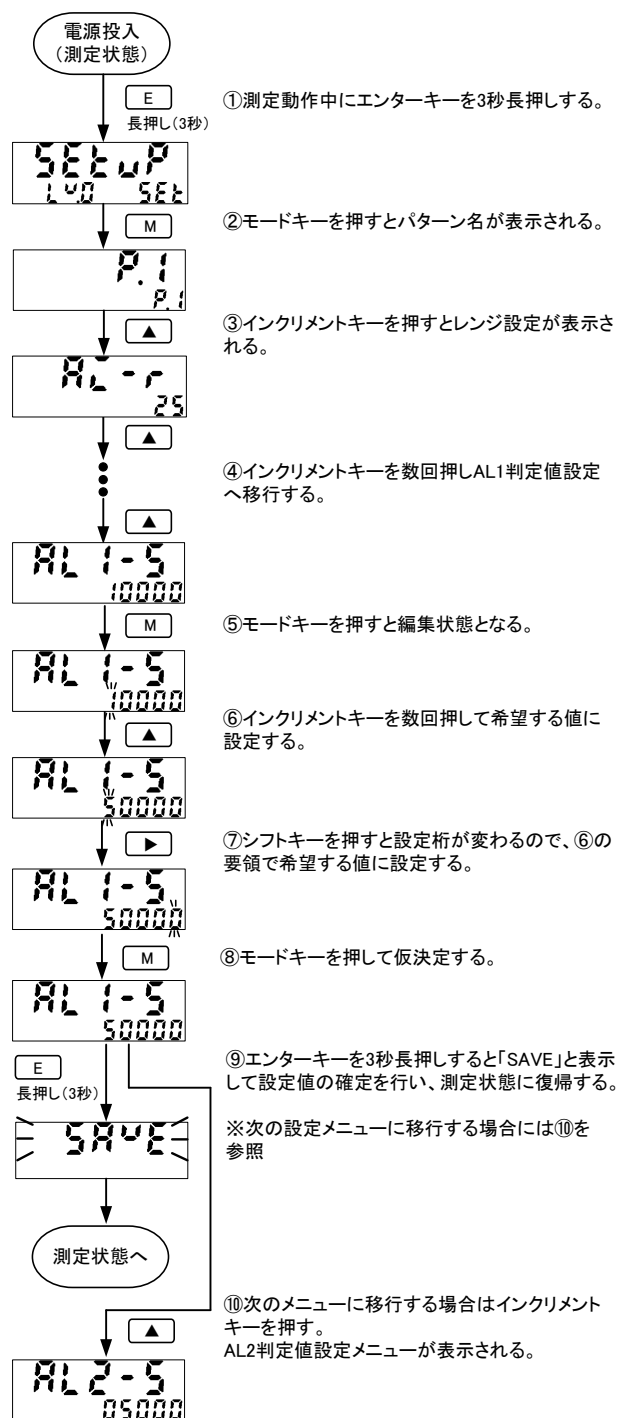 電源投入
（測定状態）
E
長押し（3秒）
①測定動作中にエンターキーを3秒長押しする。
SEtuP
Lv.0 SEt
M
②モードキーを押すとパターン名が表示される。
P.1
P.1
▲
③インクリメントキーを押すとレンジ設定が表示さ
れる。
25
▲
④インクリメントキーを数回押しAL1判定値設定
へ移行する。
▲
AL1-S
10000
M
⑤モードキーを押すと編集状態となる。
AL1-S
10000
⑥インクリメントキーを数回押して希望する値に
設定する。
▲
AL1-S
50000
▶
⑦シフトキーを押すと設定桁が変わるので、⑥の
要領で希望する値に設定する。
AL1-S
50000
M
⑧モードキーを押して仮決定する。
AL1-S
50000
E
長押し（3秒）
⑨エンターキーを3秒長押しすると「SAVE」と表示
して設定値の確定を行い、測定状態に復帰する。
SAVE
※次の設定メニューに移行する場合には⑩を
参照
測定状態へ
⑩次のメニューに移行する場合はインクリメント
キーを押す。
AL2判定値設定メニューが表示される。
▲
AL2-S
05000